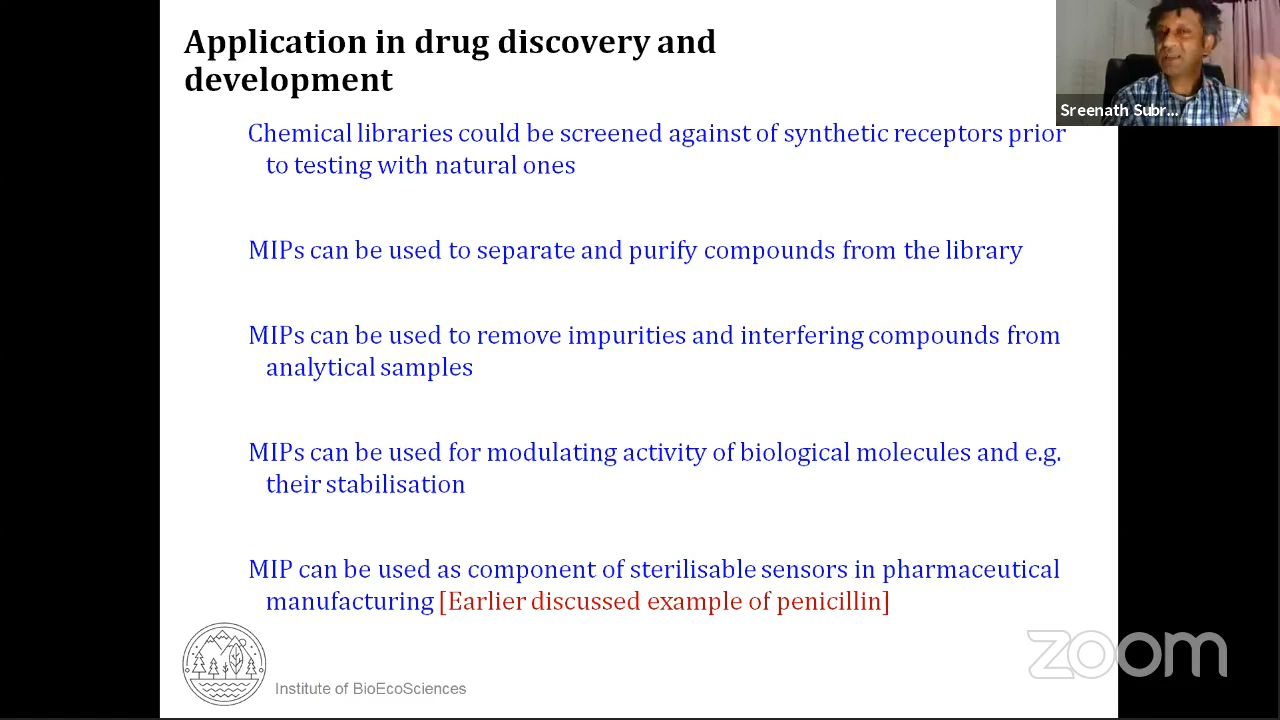 Application in drug discovery and
development
Sreenath Subr...
Chemical libraries could be screened against of synthetic receptors prior
to testing with natural ones
MIPs can be used to separate and purify compounds from the library
MIPs can be used to remove impurities and interfering compounds from
analytical samples
MIPs can be used for modulating activity of biological molecules and e.g.
their stabilisation
MIP can be used as component of sterilisable sensors in pharmaceutical
manufacturing [Earlier discussed example of penicillin]
Institute of BioEcoSciences
zoom